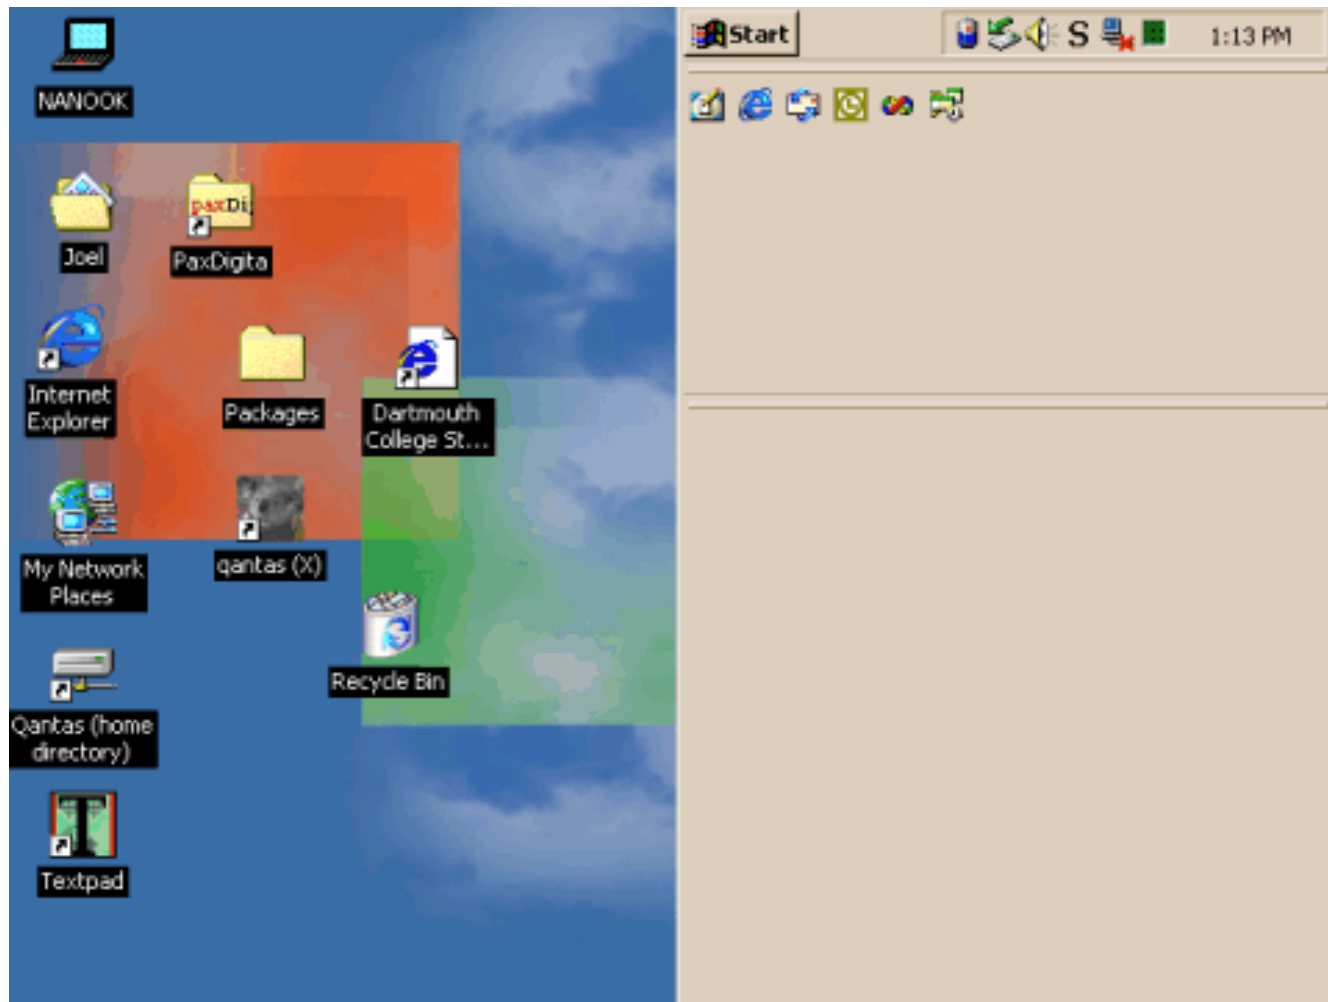 NANOOK
Start
S
1:13 PM
Joel
paxDi
PaxDigita
Internet
Explorer
Packages
Dartmouth
College St...
My Network
Places
qantas (X)
Recycle Bin
Qantas (home
directory)
Textpad